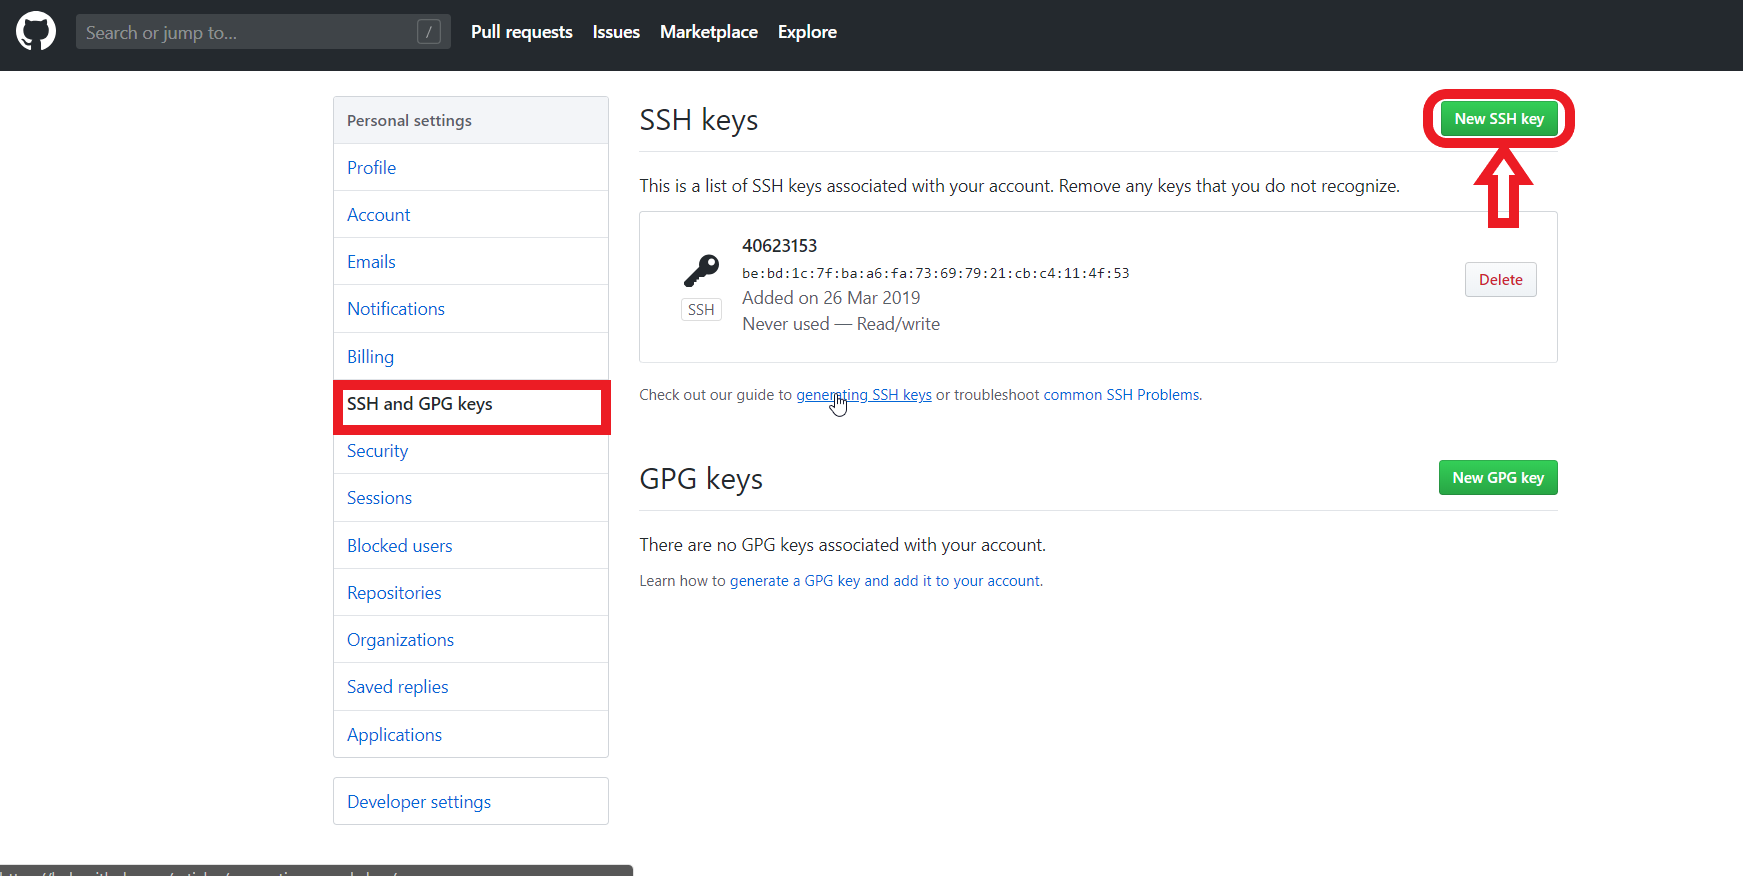 Search or jump to...
/
Pull requests
Issues
Marketplace
Explore
Personal settings
Profile
Account
Emails
Notifications
Billing
SSH and GPG keys
Security
Sessions
Blocked users
Repositories
Organizations
Saved replies
Applications
Developer settings
SSH keys
New SSH key
This is a list of SSH keys associated with your account. Remove any keys that you do not recognize.
40623153
be:bd:1c:7f:ba:a6:fa:73:69:79:21:cb:c4:11:4f:53
SSH
Added on 26 Mar 2019
Never used — Read/write
Delete
Check out our guide to generating SSH keys or troubleshoot common SSH Problems.
GPG keys
New GPG key
There are no GPG keys associated with your account.
Learn how to generate a GPG key and add it to your account.